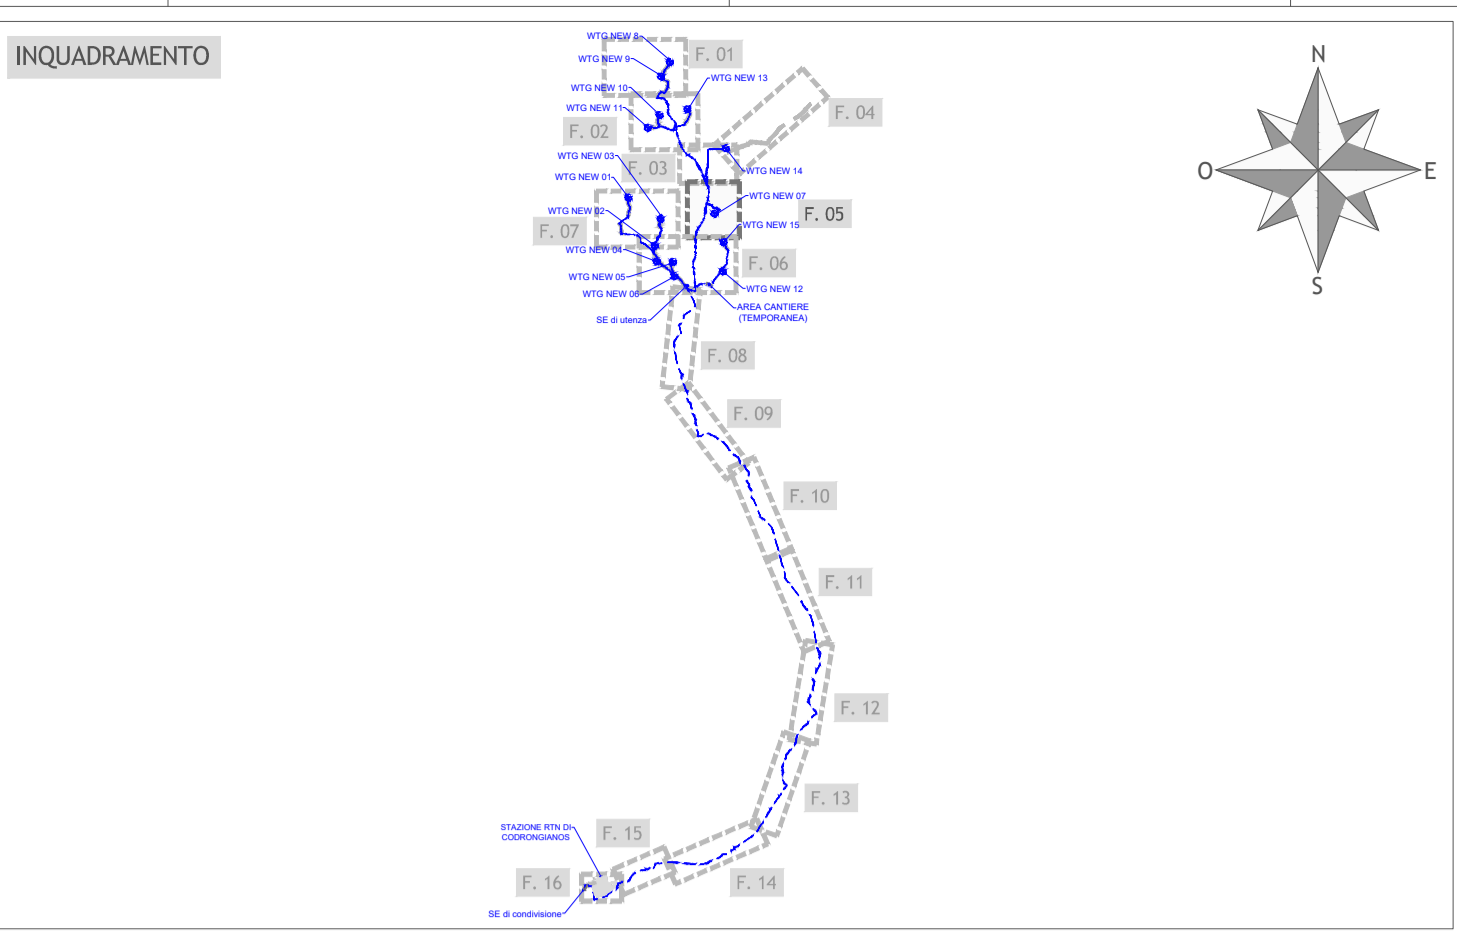 INQUADRAMENTO
WTG NEW 8
F. 01
WTG NEW 9
WTG NEW 13
WTG NEW 10
WTG NEW 11
F. 04
F. 02
WTG NEW 03
F. 03
WTG NEW 14
WTG NEW 01
WTG NEW 07
WTG NEW 02
F. 05
WTG NEW 15
F. 07
WTG NEW 04
F. 06
WTG NEW 05
WTG NEW 12
WTG NEW 06
AREA CANTIERE
(TEMPORANEA)
SE di utenza
F. 08
F. 09
F. 10
F. 11
F. 12
F. 13
STAZIONE RTN DI
CODRONGIANOS
F. 15
F. 16
F. 14
SE di condivisione
N
O
E
S